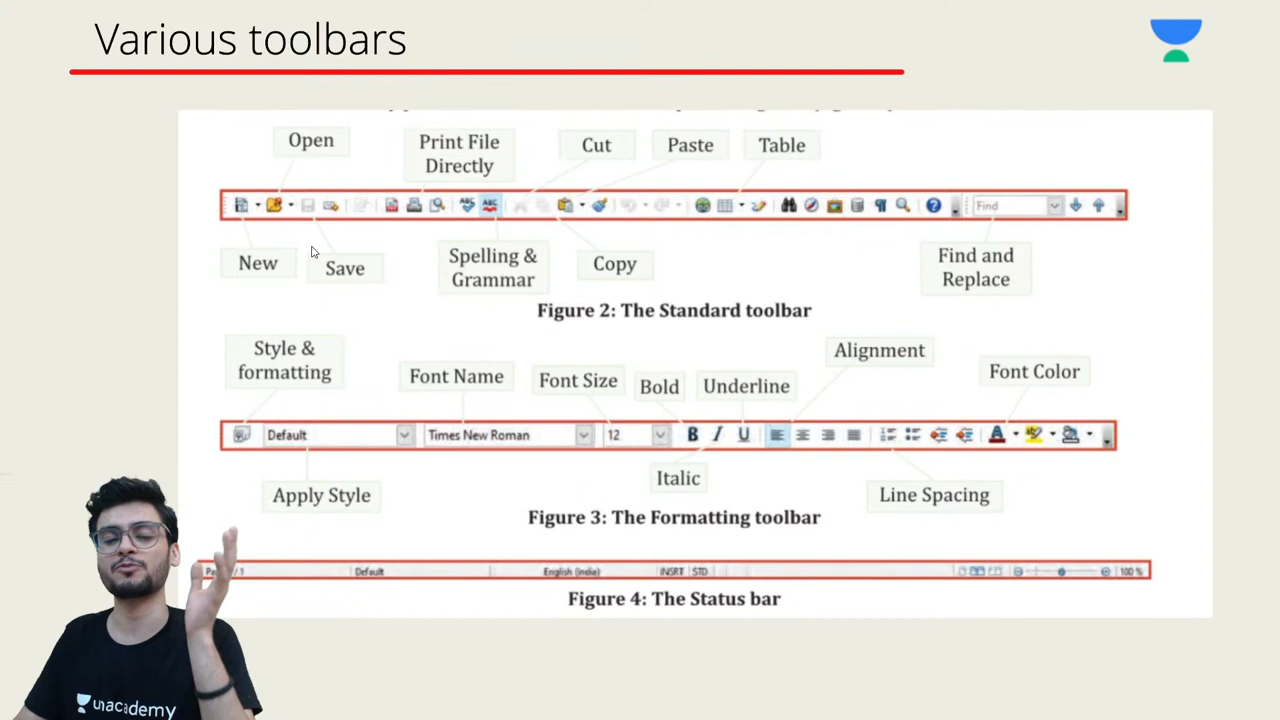 Various toolbars
Open
Print File
Directly
Cut
Paste
Table
ABC
ABC
Find
New
Save
Spelling &
Grammar
Copy
Find and
Replace
Figure 2: The Standard toolbar
Style &
formatting
Font Name
Font Size
Bold
Underline
Alignment
Font Color
Default
Times New Roman
12
B
I
U
A
Apply Style
Italic
Line Spacing
Figure 3: The Formatting toolbar
Default
English (India)
INSRT
STD
100 %
Figure 4: The Status bar
unacademy